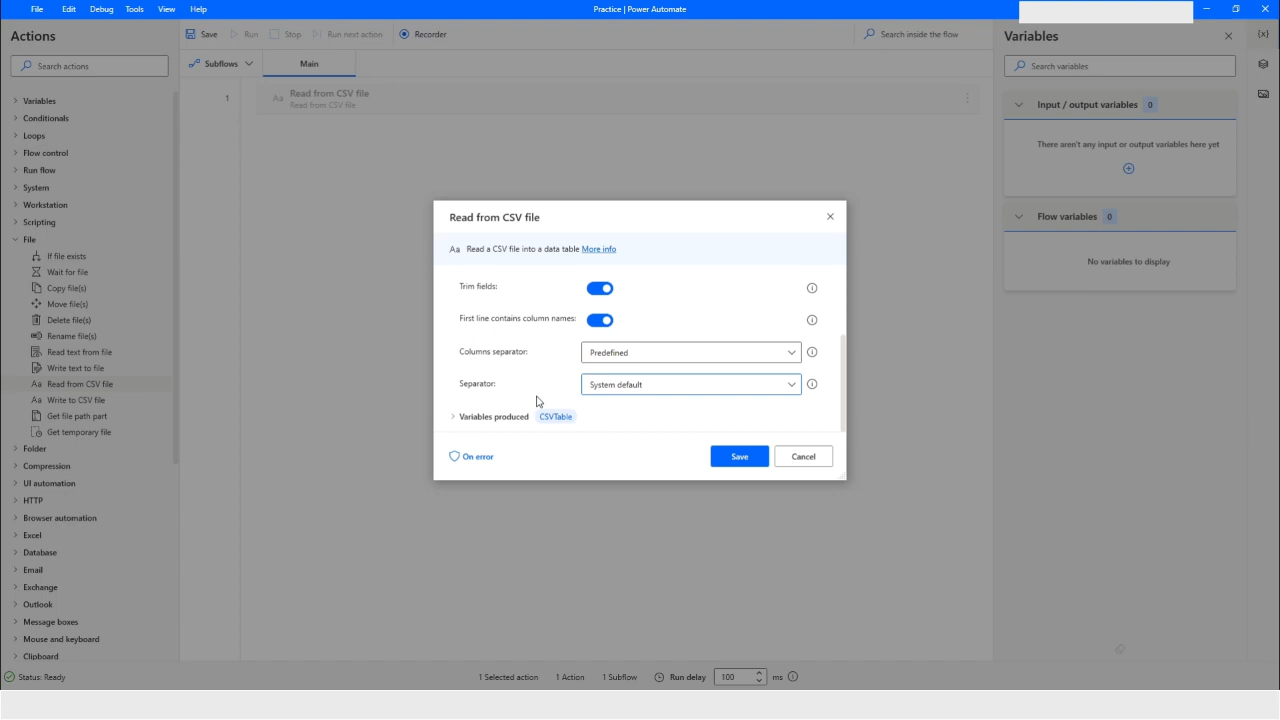 File Edit Debug Tools View Help
Practice | Power Automate
Actions
Search actions
Variables
Conditionals
Loops
Flow control
Run flow
System
Workstation
Scripting
File
If file exists
Wait for file
Copy file(s)
Move file(s)
Delete file(s)
Rename file(s)
Read text from file
Write text to file
Aa Read from CSV file
Aa Write to CSV file
Get file path part
Get temporary file
Folder
Compression
UI automation
HTTP
Browser automation
Excel
Database
Email
Exchange
Outlook
Message boxes
Mouse and keyboard
Clipboard
Save Run Stop Run next action Recorder
Search inside the flow
Subflows Main
1
Aa Read from CSV file
Read from CSV file
Read from CSV file
Aa Read a CSV file into a data table More info
Trim fields:
First line contains column names:
Columns separator: Predefined
Separator: System default
Variables produced CSVTable
On error Save Cancel
Variables
{x}
Search variables
Input / output variables 0
There aren't any input or output variables here yet
Flow variables 0
No variables to display
Status: Ready 1 Selected action 1 Action 1 Subflow Run delay 100 ms